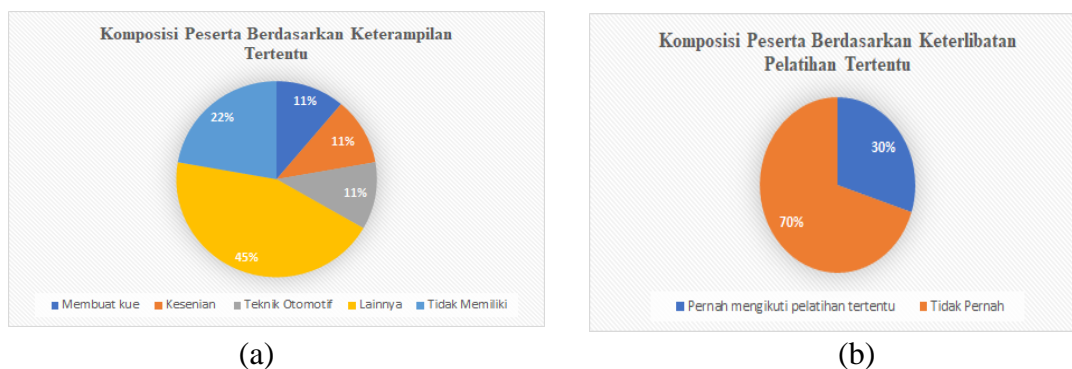 Komposisi Peserta Berdasarkan Keterampilan
Tertentu
11%
11%
11%
45%
22%
Membuat kue Kesenian Teknik Otomotif Lainnya Tidak Memiliki
(a)
Komposisi Peserta Berdasarkan Keterlibatan
Pelatihan Tertentu
30%
70%
Pernah mengikuti pelatihan tertentu Tidak Pernah
(b)